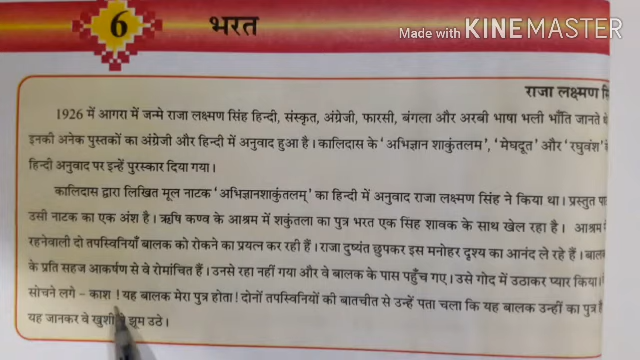 Made with KINEMASTER
6 भरत
राजा लक्ष्मण
1926 में आगरा में जन्मे राजा लक्ष्मण सिंह हिन्दी, संस्कृत, अंग्रेजी, फारसी, बंगला और अरबी भाषा भली भाँति जानते
इनकी अनेक पुस्तकों का अंग्रेजी और हिन्दी में अनुवाद हुआ है। कालिदास के 'अभिज्ञान शाकुंतलम', 'मेघदूत' और 'रघुवंश'
हिन्दी अनुवाद पर इन्हें पुरस्कार दिया गया।
कालिदास द्वारा लिखित मूल नाटक 'अभिज्ञानशाकुंतलम्' का हिन्दी में अनुवाद राजा लक्ष्मण सिंह ने किया था। प्रस्तुत
उसी नाटक का एक अंश है। ऋषि कण्व के आश्रम में शकुंतला का पुत्र भरत एक सिंह शावक के साथ खेल रहा है। आश्रम
रहनेवाली दो तपस्विनियाँ बालक को रोकने का प्रयत्न कर रही हैं। राजा दुष्यंत छुपकर इस मनोहर दृश्य का आनंद ले रहे हैं।
के प्रति सहज आकर्षण से वे रोमांचित हैं। उनसे रहा नहीं गया और वे बालक के पास पहुँच गए। उसे गोद में उठाकर प्यार किया।
सोचने लगे - काश ! यह बालक मेरा पुत्र होता! दोनों तपस्विनियों की बातचीत से उन्हें पता चला कि यह बालक उन्हीं का पुत्र
यह जानकर वे खुशी झूम उठे।